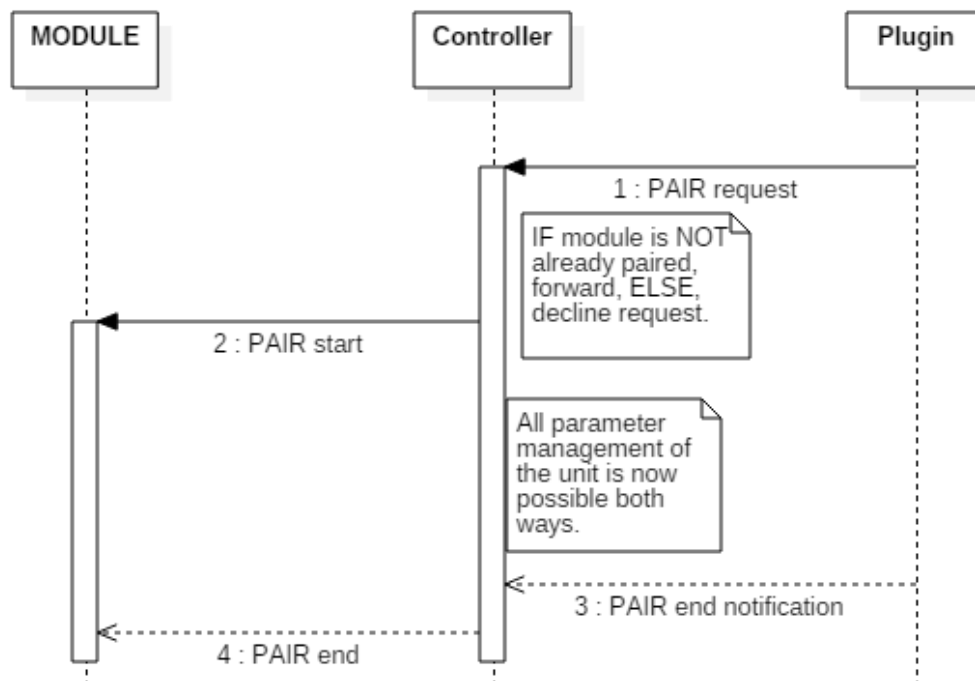 MODULE
Controller
Plugin
1 : PAIR request
IF module is NOT
already paired,
forward, ELSE,
decline request.
2 : PAIR start
All parameter
management of
the unit is now
possible both
ways.
3 : PAIR end notification
4 : PAIR end